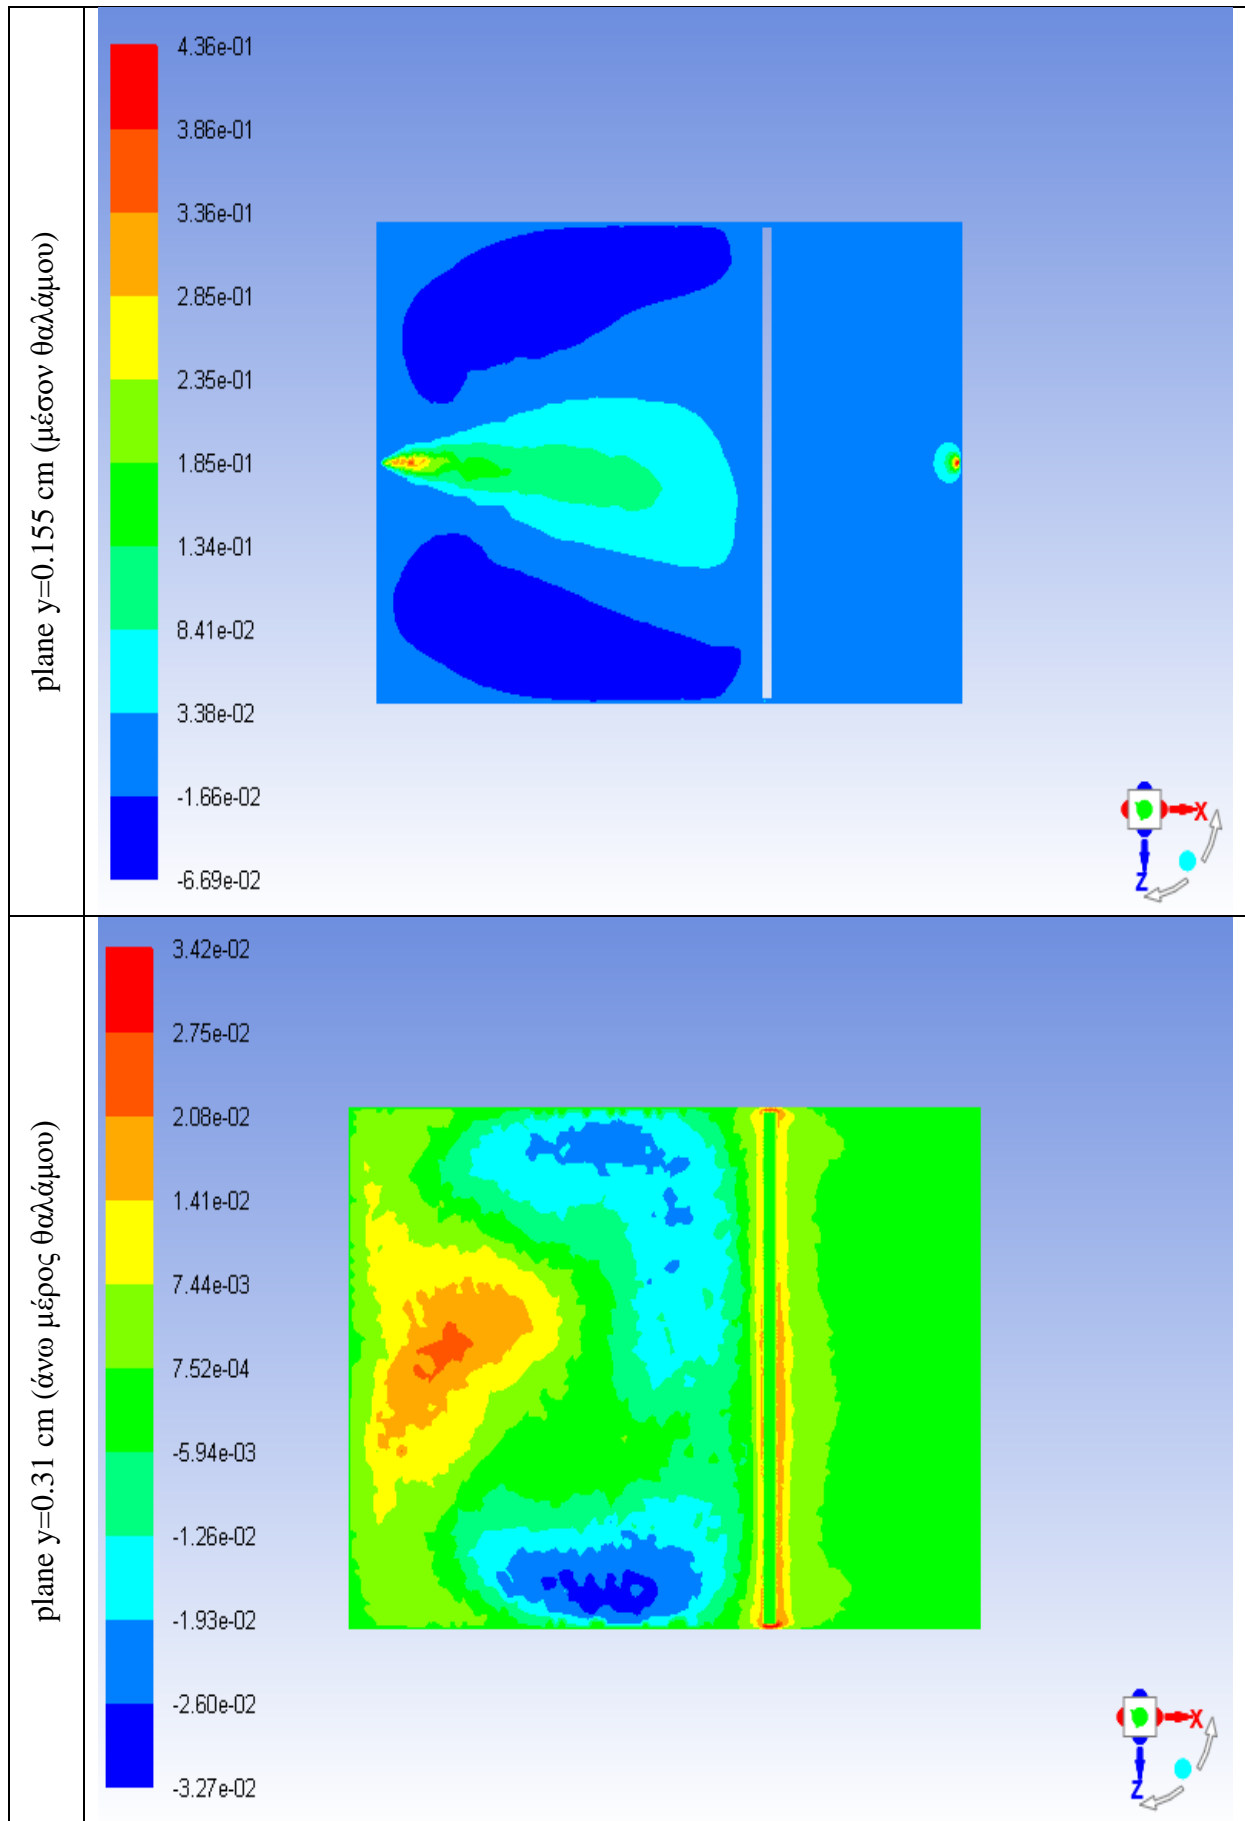 plane y=0.155 cm (μέσον θαλάμου)
4.36e-01
3.86e-01
3.36e-01
2.85e-01
2.35e-01
1.85e-01
1.34e-01
8.41e-02
3.38e-02
-1.66e-02
-6.69e-02
Y
X
Z
plane y=0.31 cm (άνω μέρος θαλάμου)
3.42e-02
2.75e-02
2.08e-02
1.41e-02
7.44e-03
7.52e-04
-5.94e-03
-1.26e-02
-1.93e-02
-2.60e-02
-3.27e-02
Y
X
Z